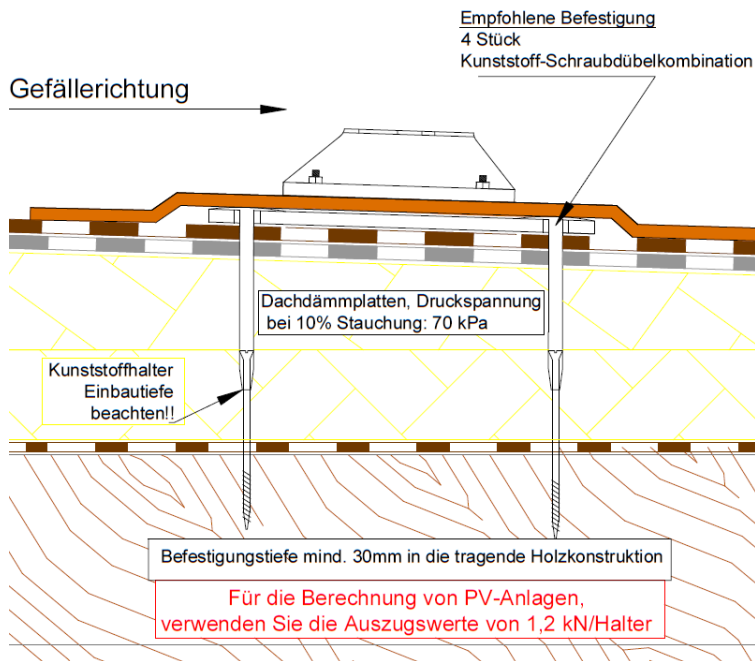 Empfohlene Befestigung
4 Stück
Kunststoff-Schraubdübelkombination
Gefällerichtung
Dachdämmplatten, Druckspannung
bei 10% Stauchung: 70 kPa
Kunststoffhalter
Einbautiefe
beachten!!
Befestigungstiefe mind. 30mm in die tragende Holzkonstruktion
Für die Berechnung von PV-Anlagen,
verwenden Sie die Auszugswerte von 1,2 kN/Halter